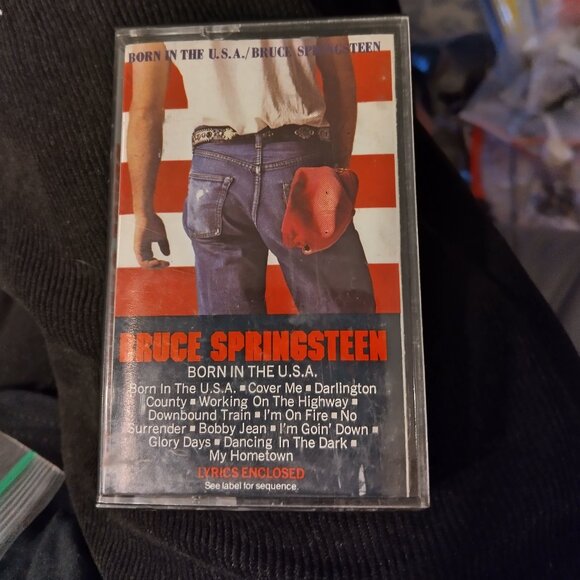 BORN IN THE U.S.A./BRUCE SPRINGSTEEN
BRUCE SPRINGSTEEN
BORN IN THE U.S.A.
Born In The U.S.A. ■ Cover Me ■ Darlington
County ■ Working On The Highway ■
Downbound Train ■ I'm On Fire ■ No
Surrender ■ Bobby Jean ■ I'm Goin' Down ■
Glory Days ■ Dancing In The Dark ■
My Hometown
LYRICS ENCLOSED
See label for sequence.